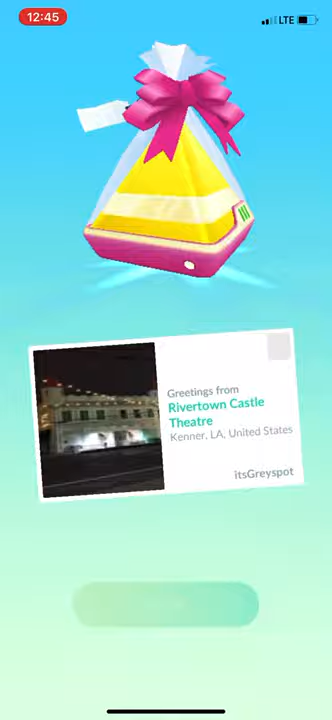 12:45
LTE
Greetings from
Rivertown Castle
Theatre
Kenner, LA, United States
itsGreyspot